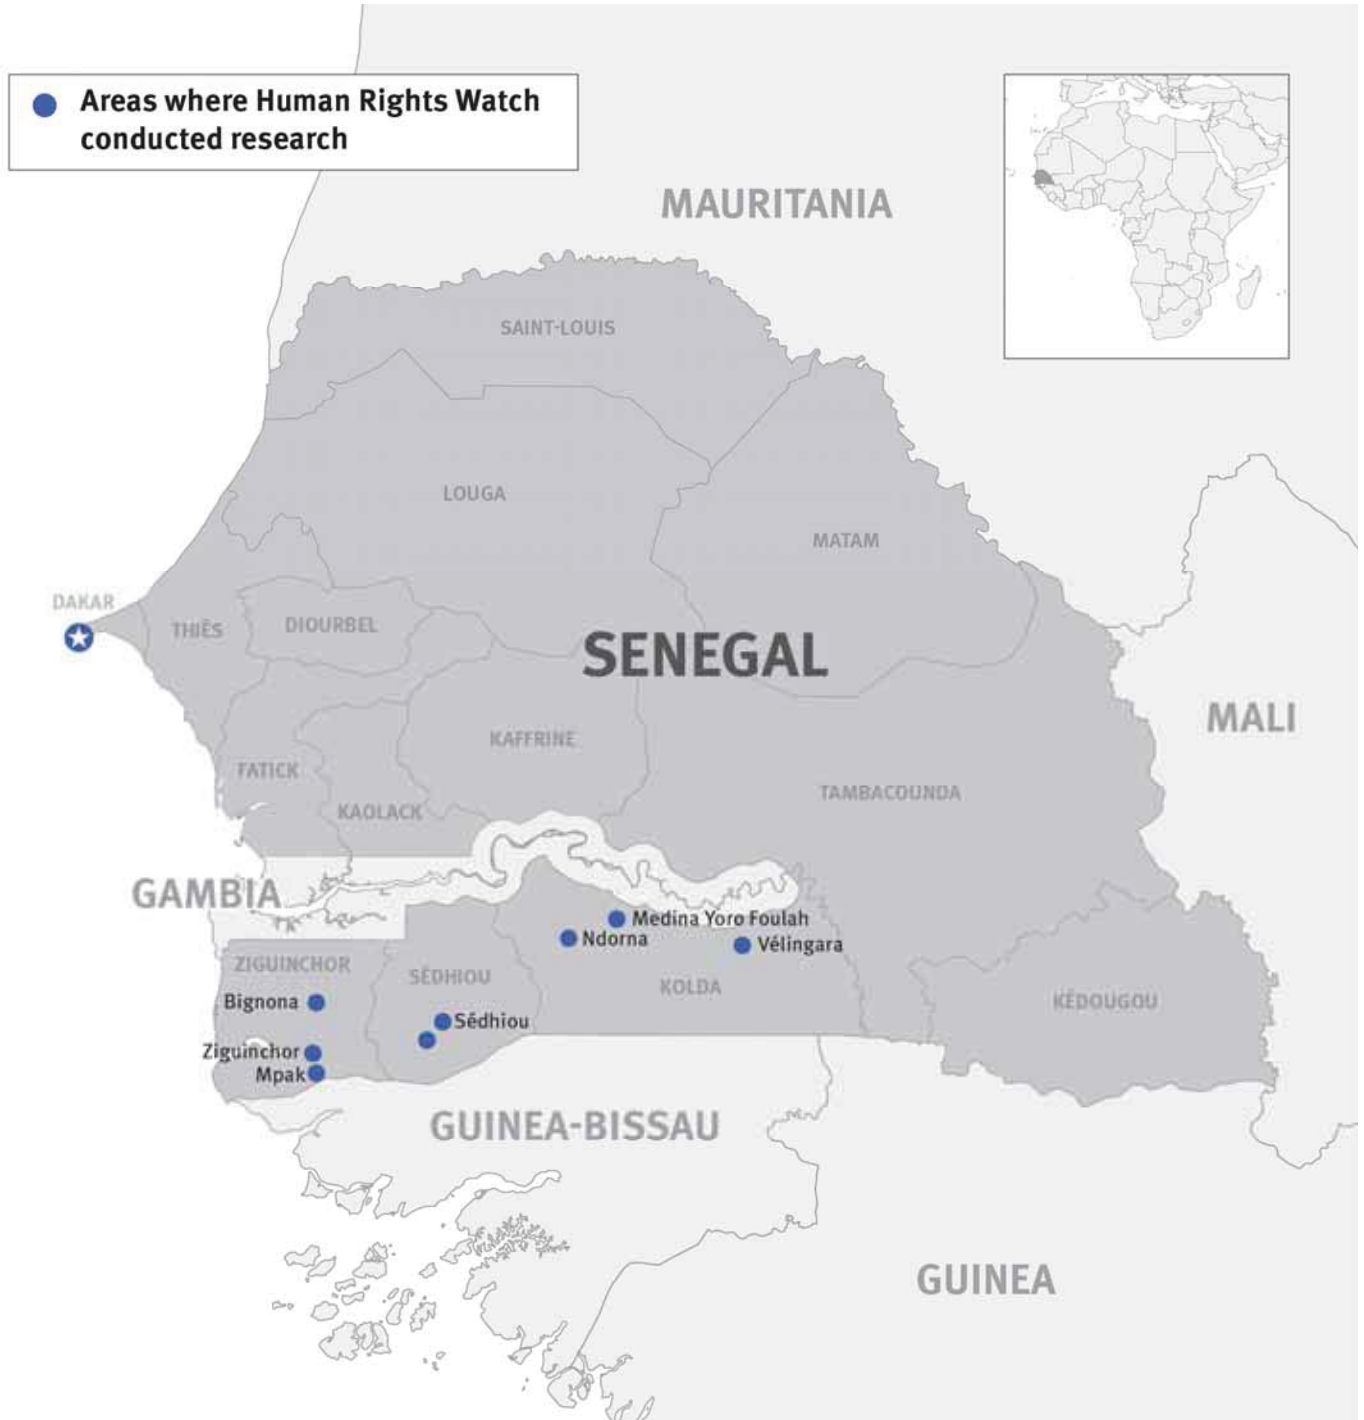 Areas where Human Rights Watch
conducted research
MAURITANIA
SAINT-LOUIS
LOUGA
MATAM
DAKAR
THIÈS
DIOURBEL
SENEGAL
MALI
KAFFRINE
FATICK
TAMBACOUNDA
KAOLACK
GAMBIA
Medina Yoro Foulah
Ndorna
Vélingara
ZIGUINCHOR
SÉDHIOU
KOLDA
KÉDOUGOU
Bignona
Sédhiou
Ziguinchor
Mpak
GUINEA-BISSAU
GUINEA